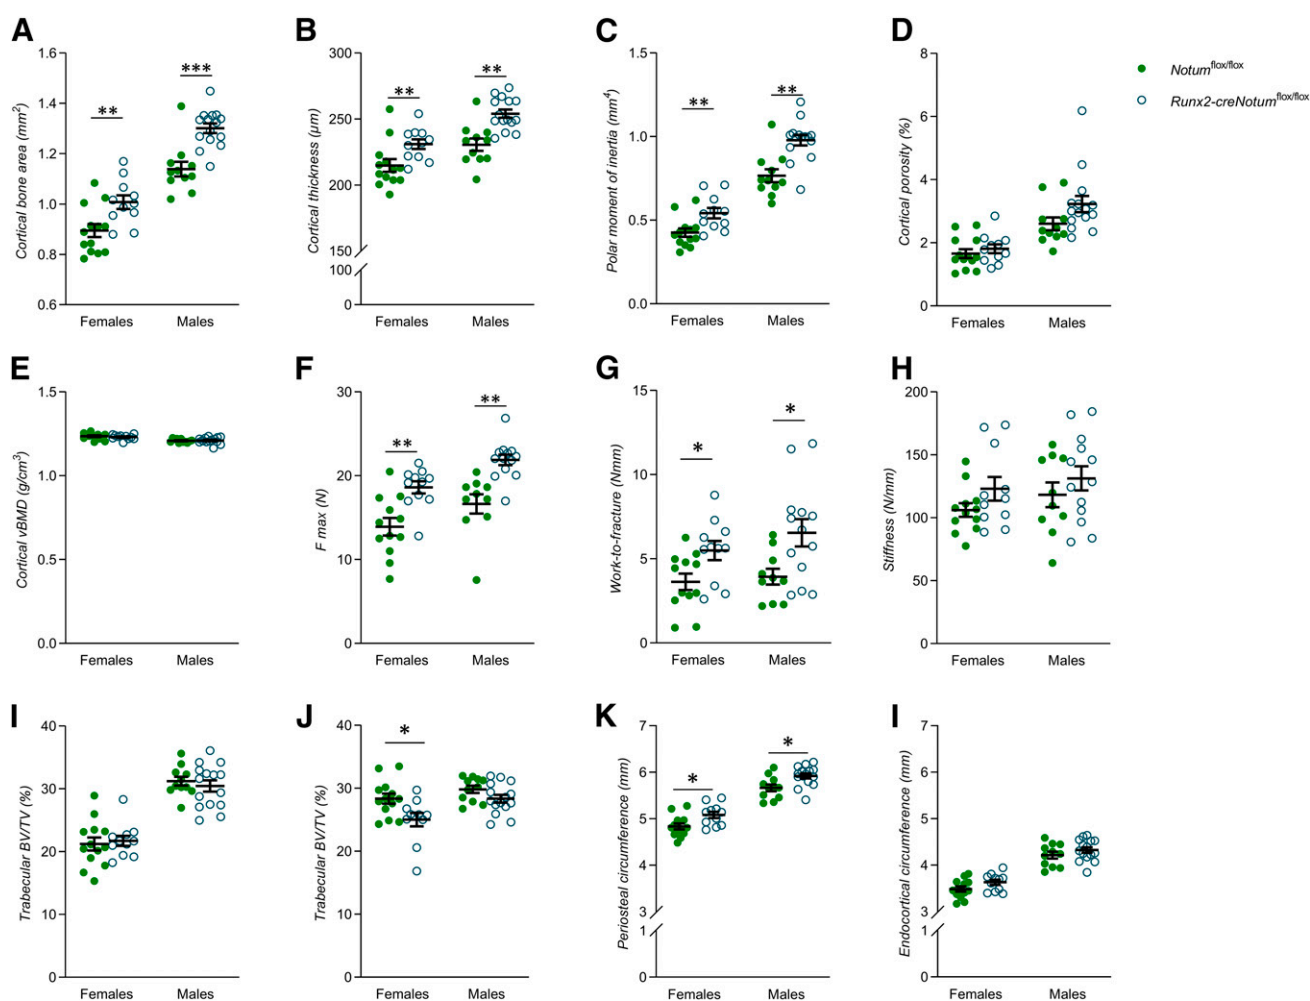 A
Cortical bone area (mm²)
1.6
1.4
1.2
1.0
0.8
0.6
**
***
Females Males
B
Cortical thickness (µm)
300
250
200
150
100
0
**
**
Females Males
C
Polar moment of inertia (mm⁴)
1.5
1.0
0.5
0.0
**
**
Females Males
D
Cortical porosity (%)
8
6
4
2
0
Females Males
Notum^flox/flox
Runx2-creNotum^flox/flox
E
Cortical vBMD (g/cm³)
1.5
1.0
0.5
0.0
Females Males
F
F max (N)
30
20
10
0
**
**
Females Males
G
Work-to-fracture (Nmm)
15
10
5
0
*
*
Females Males
H
Stiffness (N/mm)
200
150
100
50
0
Females Males
I
Trabecular BV/TV (%)
40
30
20
10
0
Females Males
J
Trabecular BV/TV (%)
40
30
20
10
0
*
Females Males
K
Periosteal circumference (mm)
7
6
5
4
3
1
0
*
*
Females Males
I
Endocortical circumference (mm)
7
6
5
4
3
1
0
Females Males